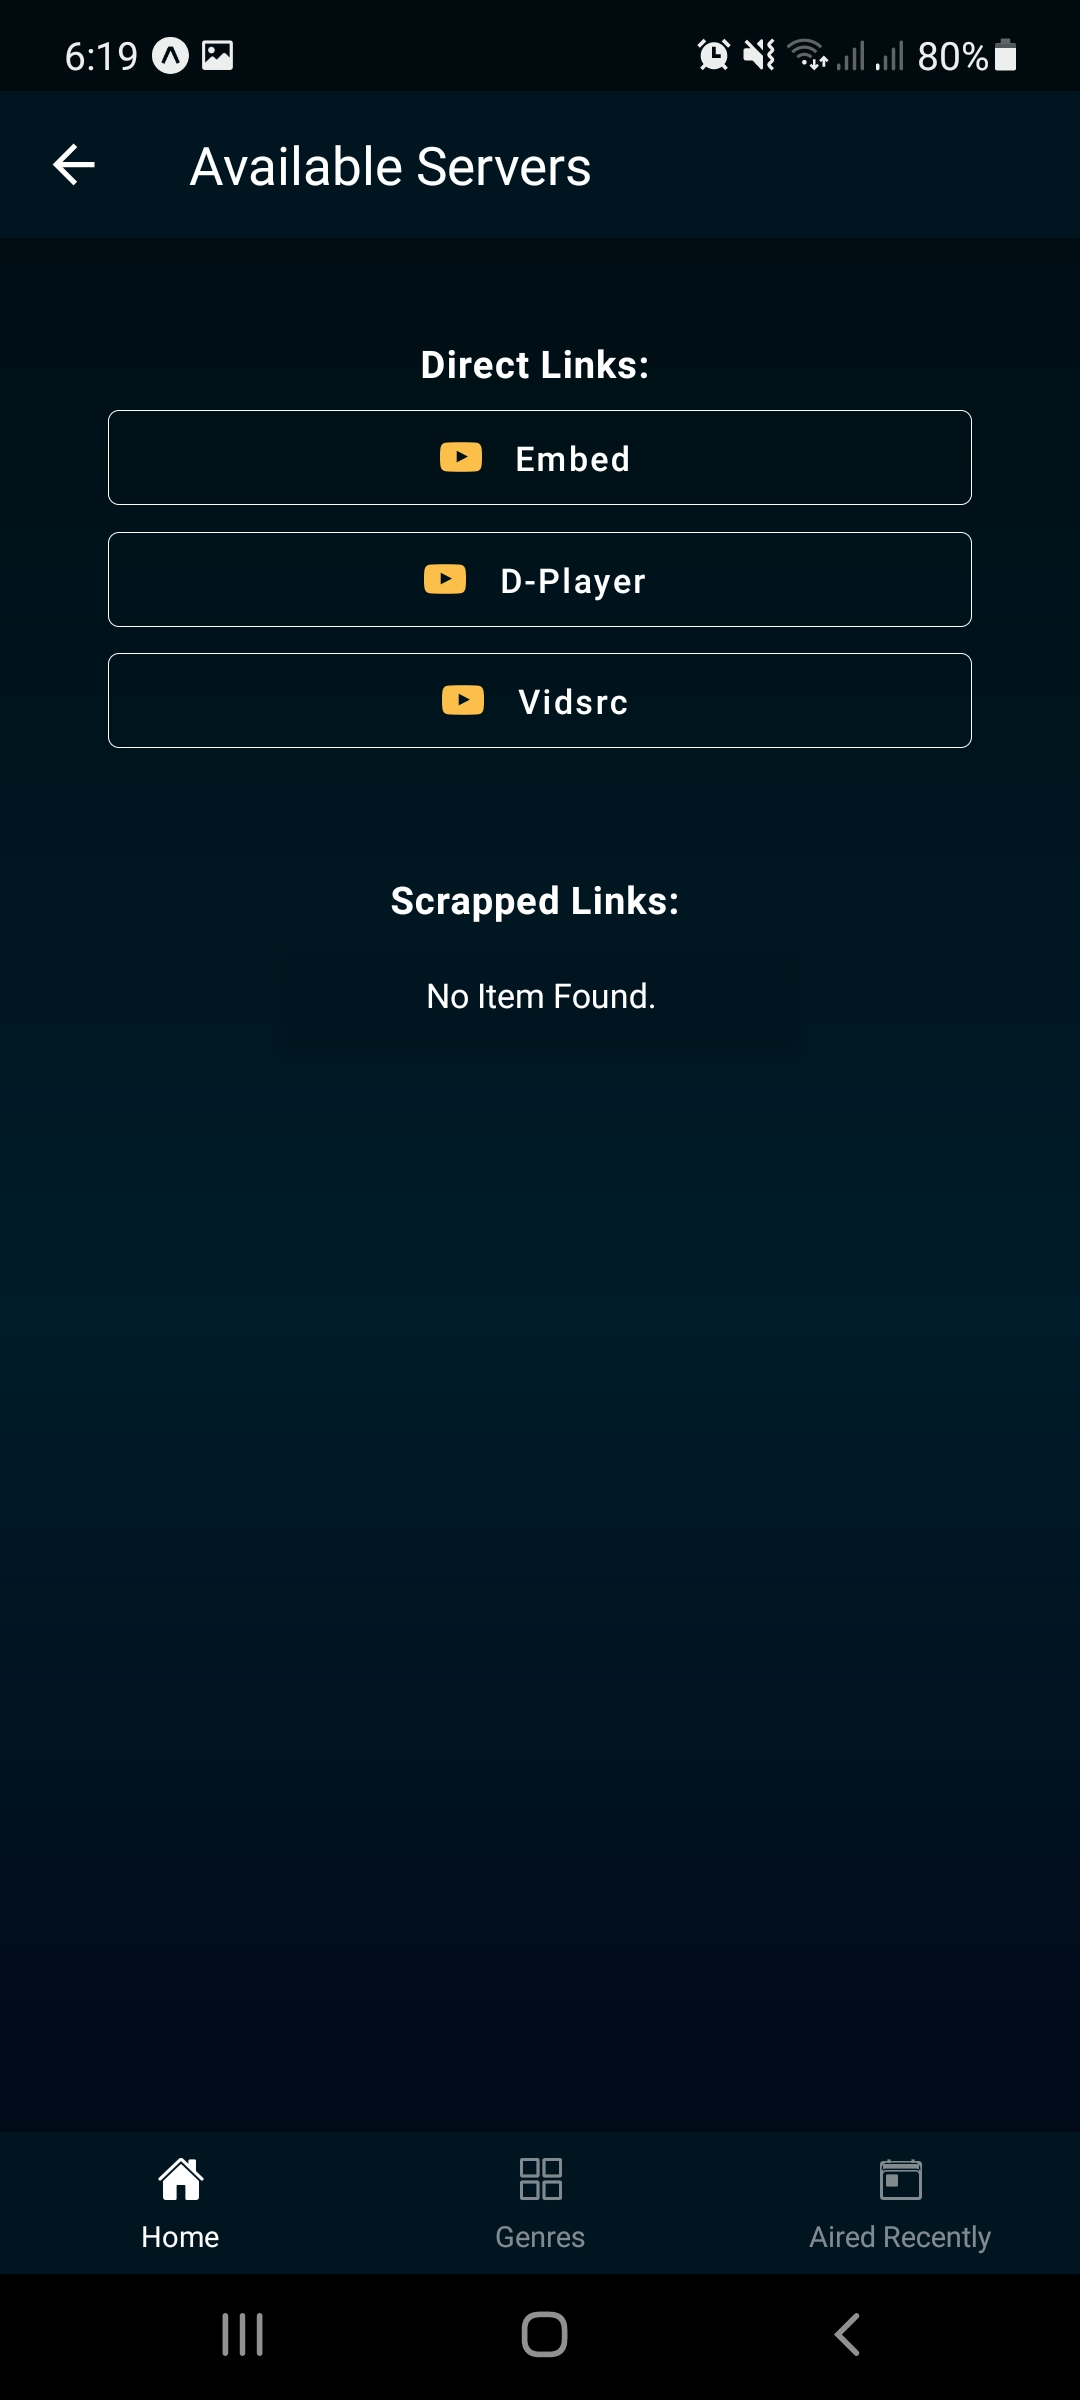 6:19 80%
Available Servers
Direct Links:
Embed
D-Player
Vidsrc
Scrapped Links:
No Item Found.
Home Genres Aired Recently